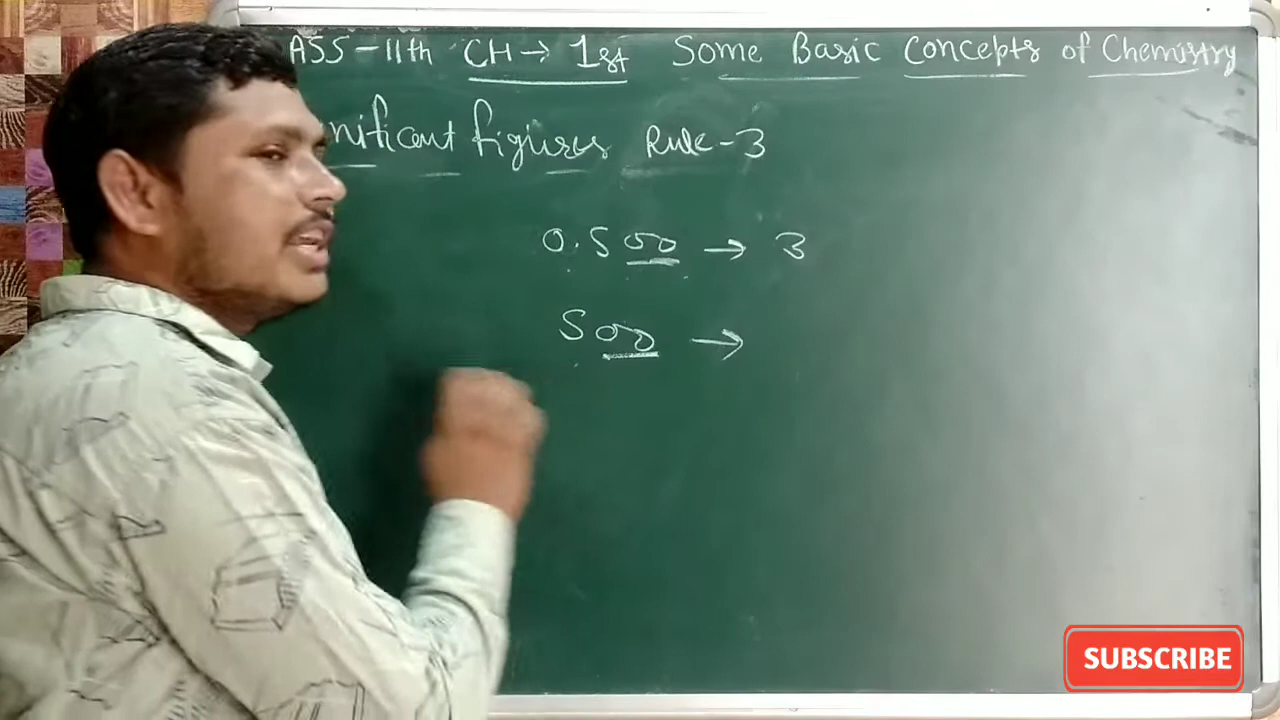 ASS-11th CH→ 1st Some Basic Concepts of Chemistry
nificant figures Rule-3
0.500 → 3
500 →
SUBSCRIBE